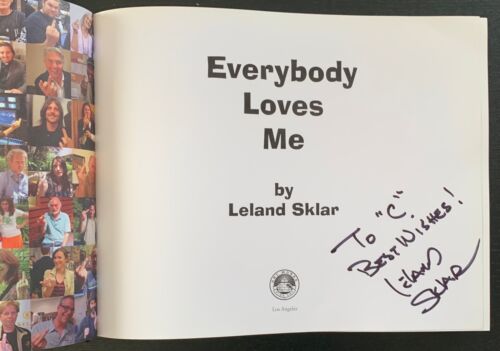 Everybody
Loves
Me
by
Leland Sklar
To "C".
Best Wishes!
Leland
Sklar
Los Angeles